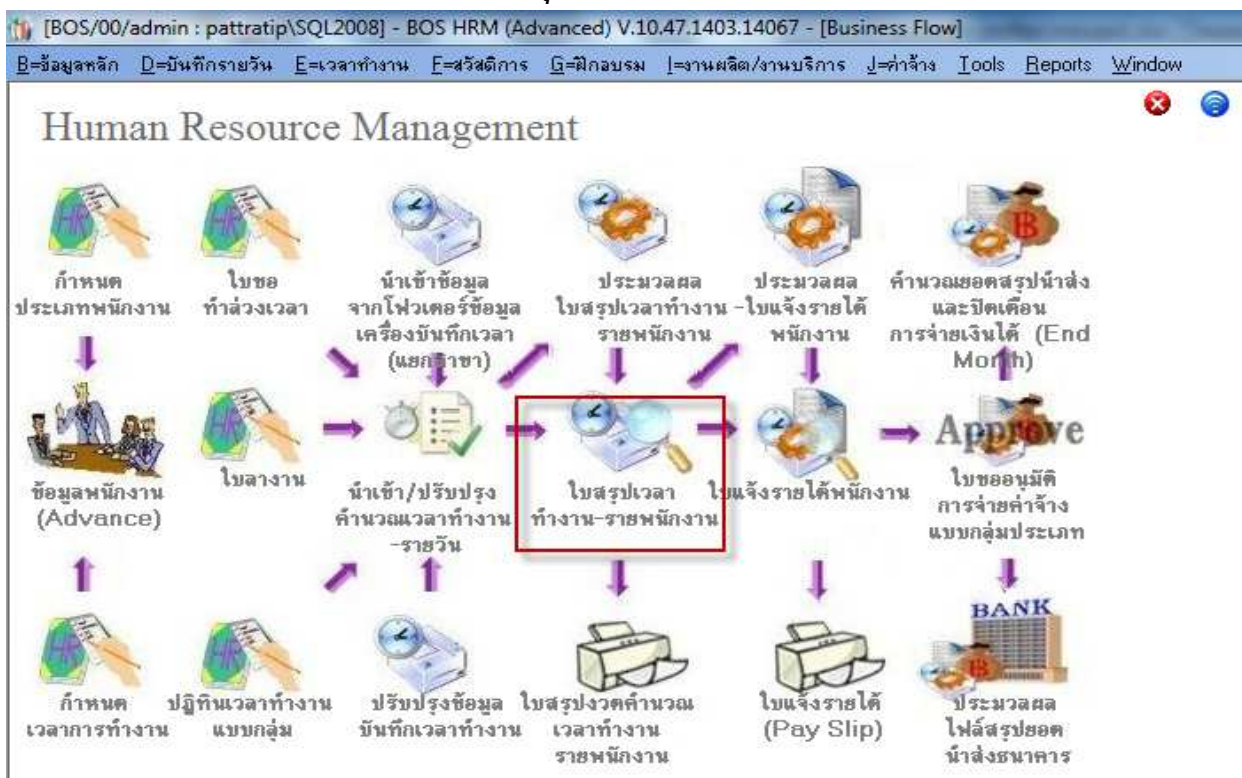 [BOS/00/admin : pattratip\SQL2008] - BOS HRM (Advanced) V.10.47.1403.14067 - [Business Flow]
B=ข้อมูลหลัก D=บันทึกรายวัน E=เวลาทำงาน F=สวัสดิการ G=ฝึกอบรม I=งานผลิต/งานบริการ J=ค่าจ้าง Tools Reports Window
Human Resource Management
กำหนด
ประเภทพนักงาน
ใบขอ
ทำล่วงเวลา
นำเข้าข้อมูล
จากโฟวเดอร์ข้อมูล
เครื่องบันทึกเวลา
(แยกสาขา)
ประมวลผล
ใบสรุปเวลาทำงาน
รายพนักงาน
ประมวลผล
-ใบแจ้งรายได้
พนักงาน
คำนวณยอดสรุปนำส่ง
และปิดเดือน
การจ่ายเงินได้ (End
Month)
ข้อมูลพนักงาน
(Advance)
ใบลางาน
นำเข้า/ปรับปรุง
คำนวณเวลาทำงาน
-รายวัน
ใบสรุปเวลา
ทำงาน-รายพนักงาน
ใบแจ้งรายได้พนักงาน
Approve
ใบขออนุมัติ
การจ่ายค่าจ้าง
แบบกลุ่มประเภท
กำหนด
เวลาการทำงาน
ปฏิทินเวลาทำงาน
แบบกลุ่ม
ปรับปรุงข้อมูล
บันทึกเวลาทำงาน
ใบสรุปงวดคำนวณ
เวลาทำงาน
รายพนักงาน
ใบแจ้งรายได้
(Pay Slip)
BANK
ประมวลผล
ไฟล์สรุปยอด
นำส่งธนาคาร